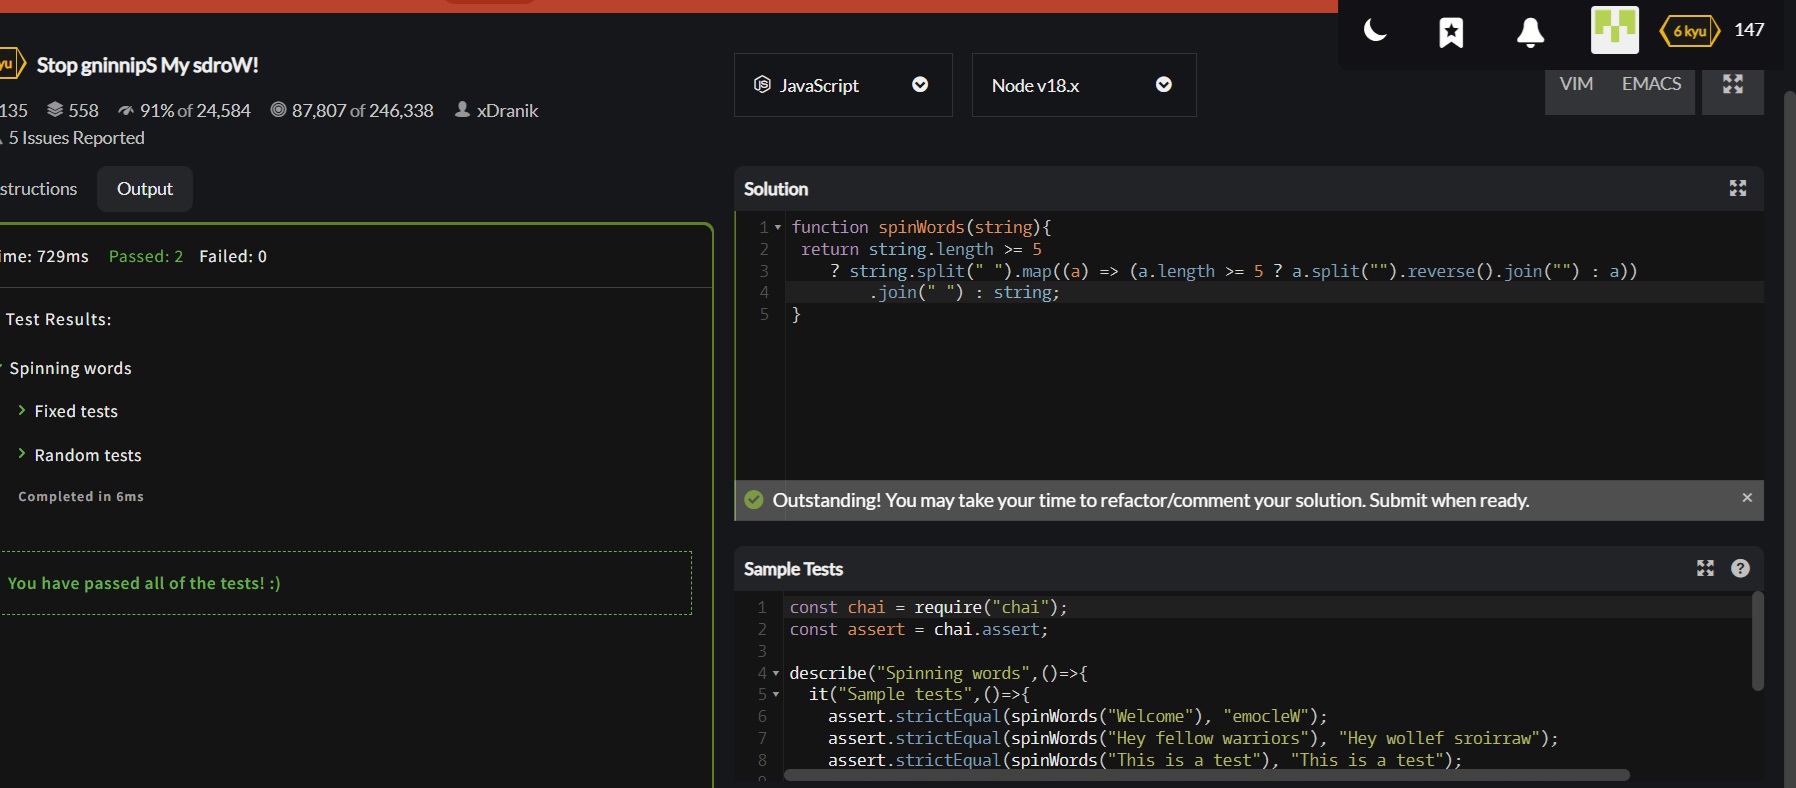 6 kyu
147
yu
Stop gninnipS My sdroW!
135 558 91% of 24,584 87,807 of 246,338 xDranik
5 Issues Reported
structions Output
ime: 729ms Passed: 2 Failed: 0
Test Results:
Spinning words
Fixed tests
Random tests
Completed in 6ms
You have passed all of the tests! :)
JavaScript Node v18.x VIM EMACS
Solution
1 function spinWords(string){
2 return string.length >= 5
3 ? string.split(" ").map((a) => (a.length >= 5 ? a.split("").reverse().join("") : a))
4 .join(" ") : string;
5 }
Outstanding! You may take your time to refactor/comment your solution. Submit when ready. ×
Sample Tests ?
1 const chai = require("chai");
2 const assert = chai.assert;
3
4 describe("Spinning words",()=>{
5 it("Sample tests",()=>{
6 assert.strictEqual(spinWords("Welcome"), "emocleW");
7 assert.strictEqual(spinWords("Hey fellow warriors"), "Hey wollef sroirraw");
8 assert.strictEqual(spinWords("This is a test"), "This is a test");